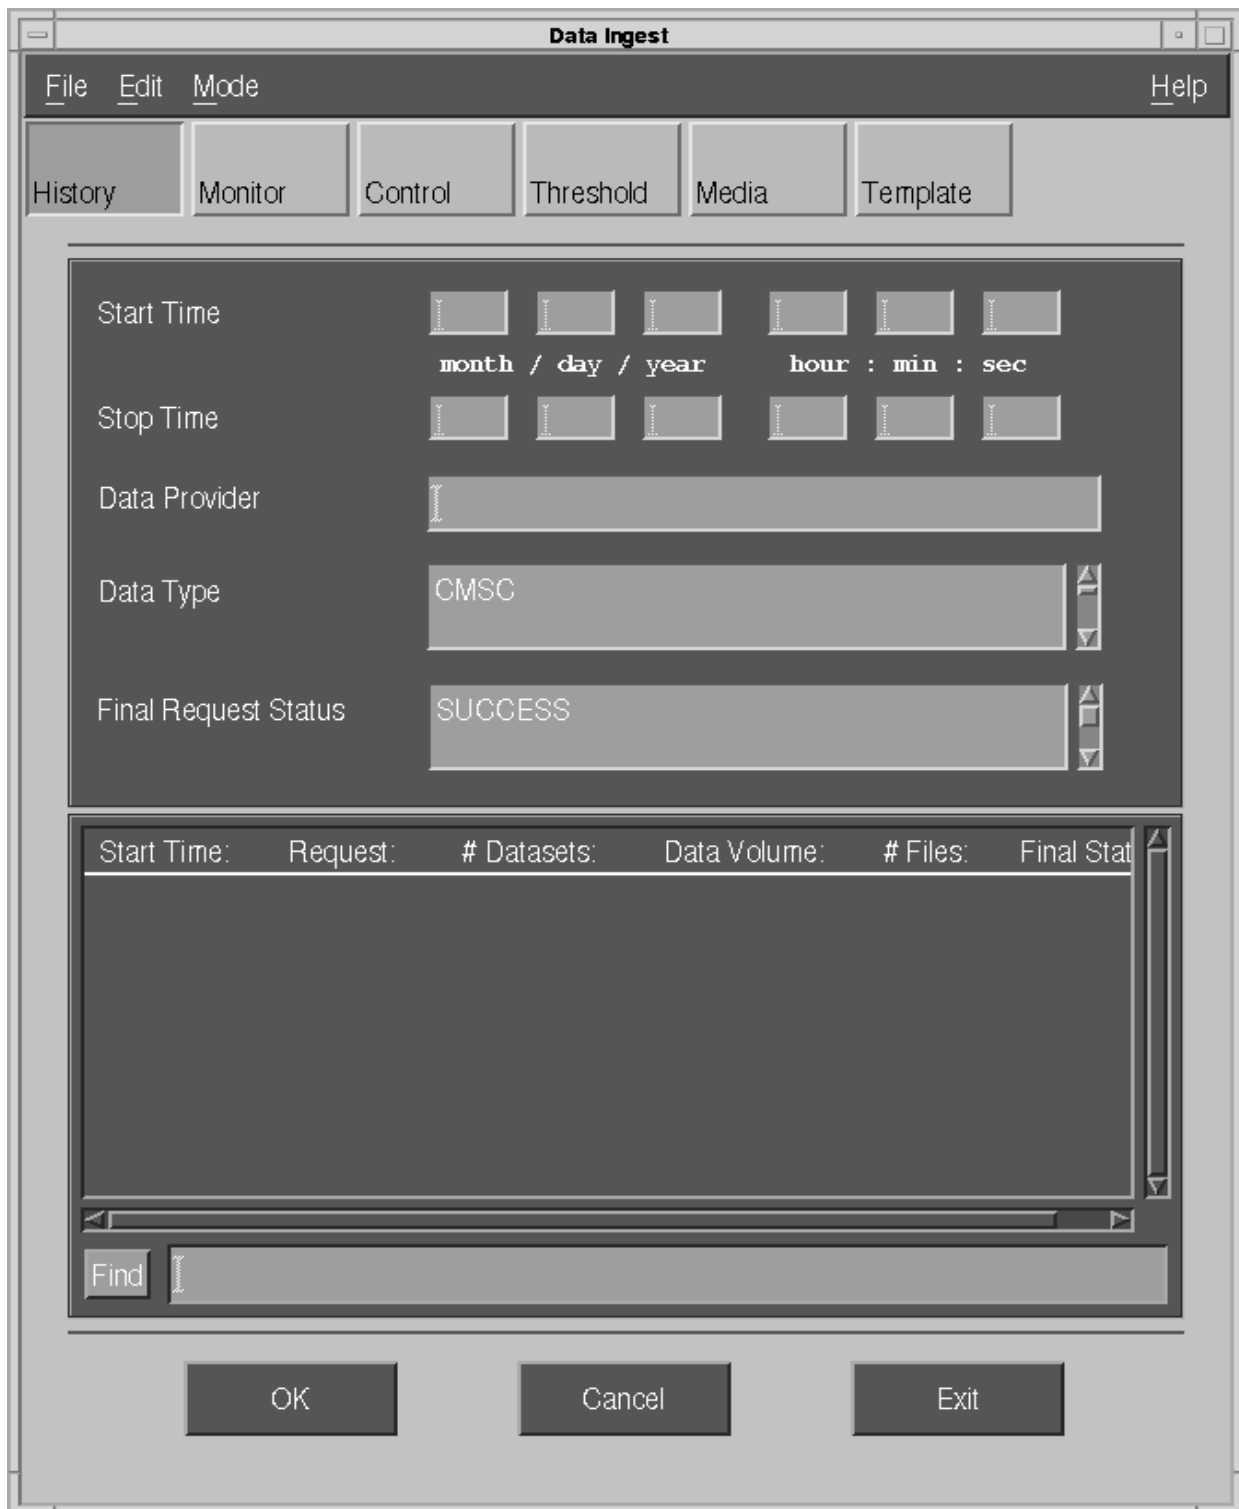 Data Ingest
File Edit Mode Help
History Monitor Control Threshold Media Template
Start Time
month / day / year hour : min : sec
Stop Time
Data Provider
Data Type CMSC
Final Request Status SUCCESS
Start Time: Request: # Datasets: Data Volume: # Files: Final Stat
Find
OK Cancel Exit